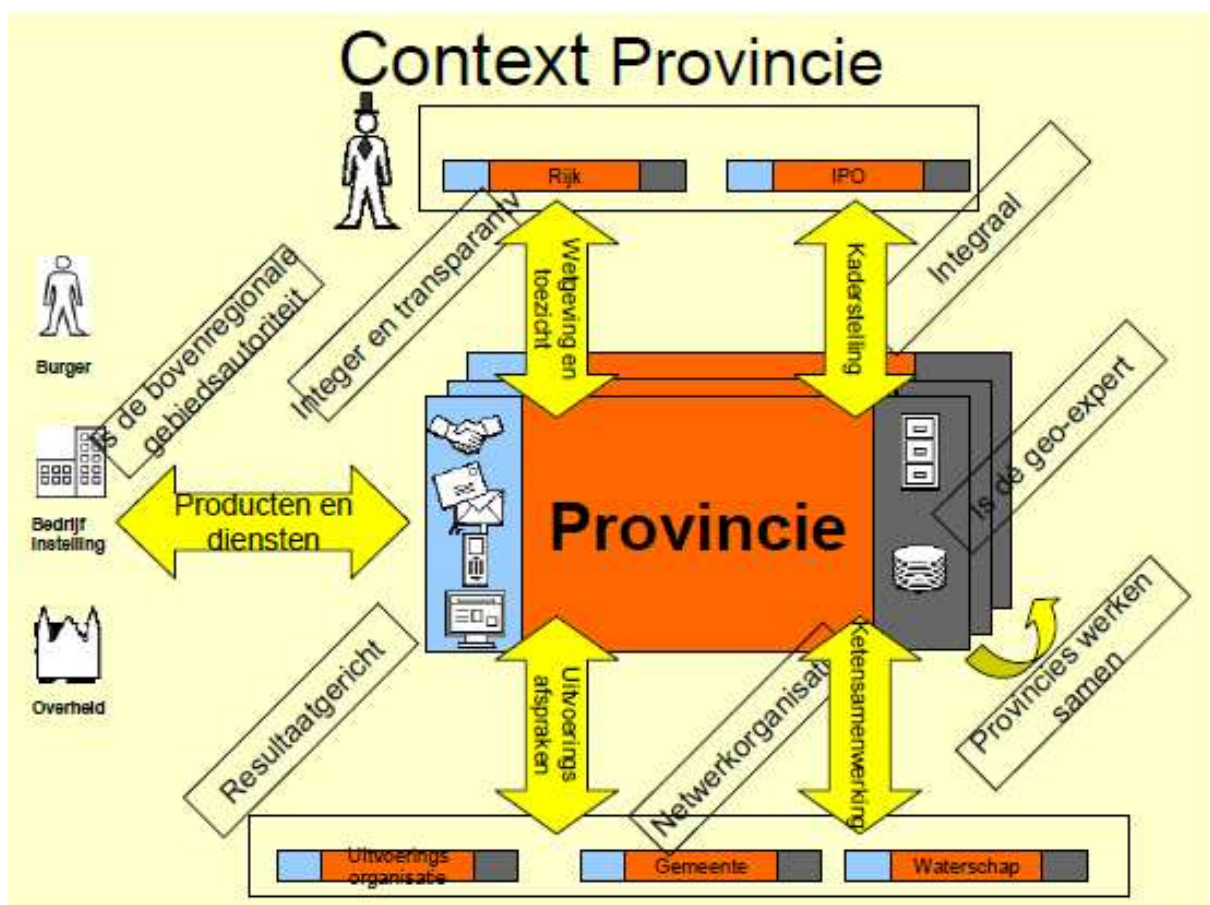 Context Provincie
Rijk
IPO
Integer en transparant
Wetgeving en
toezicht
Kaderstelling
Integraal
Is de bovenregionale
gebiedsautoriteit
Burger
Bedrijf
Instelling
Overheid
Producten en
diensten
Provincie
Is de geo-expert
Resultaatgericht
Uitvoerings
afspraken
Netwerkorganisati
Ketensamenwerking
Provincies werken
samen
Uitvoerings
organisatie
Gemeente
Waterschap